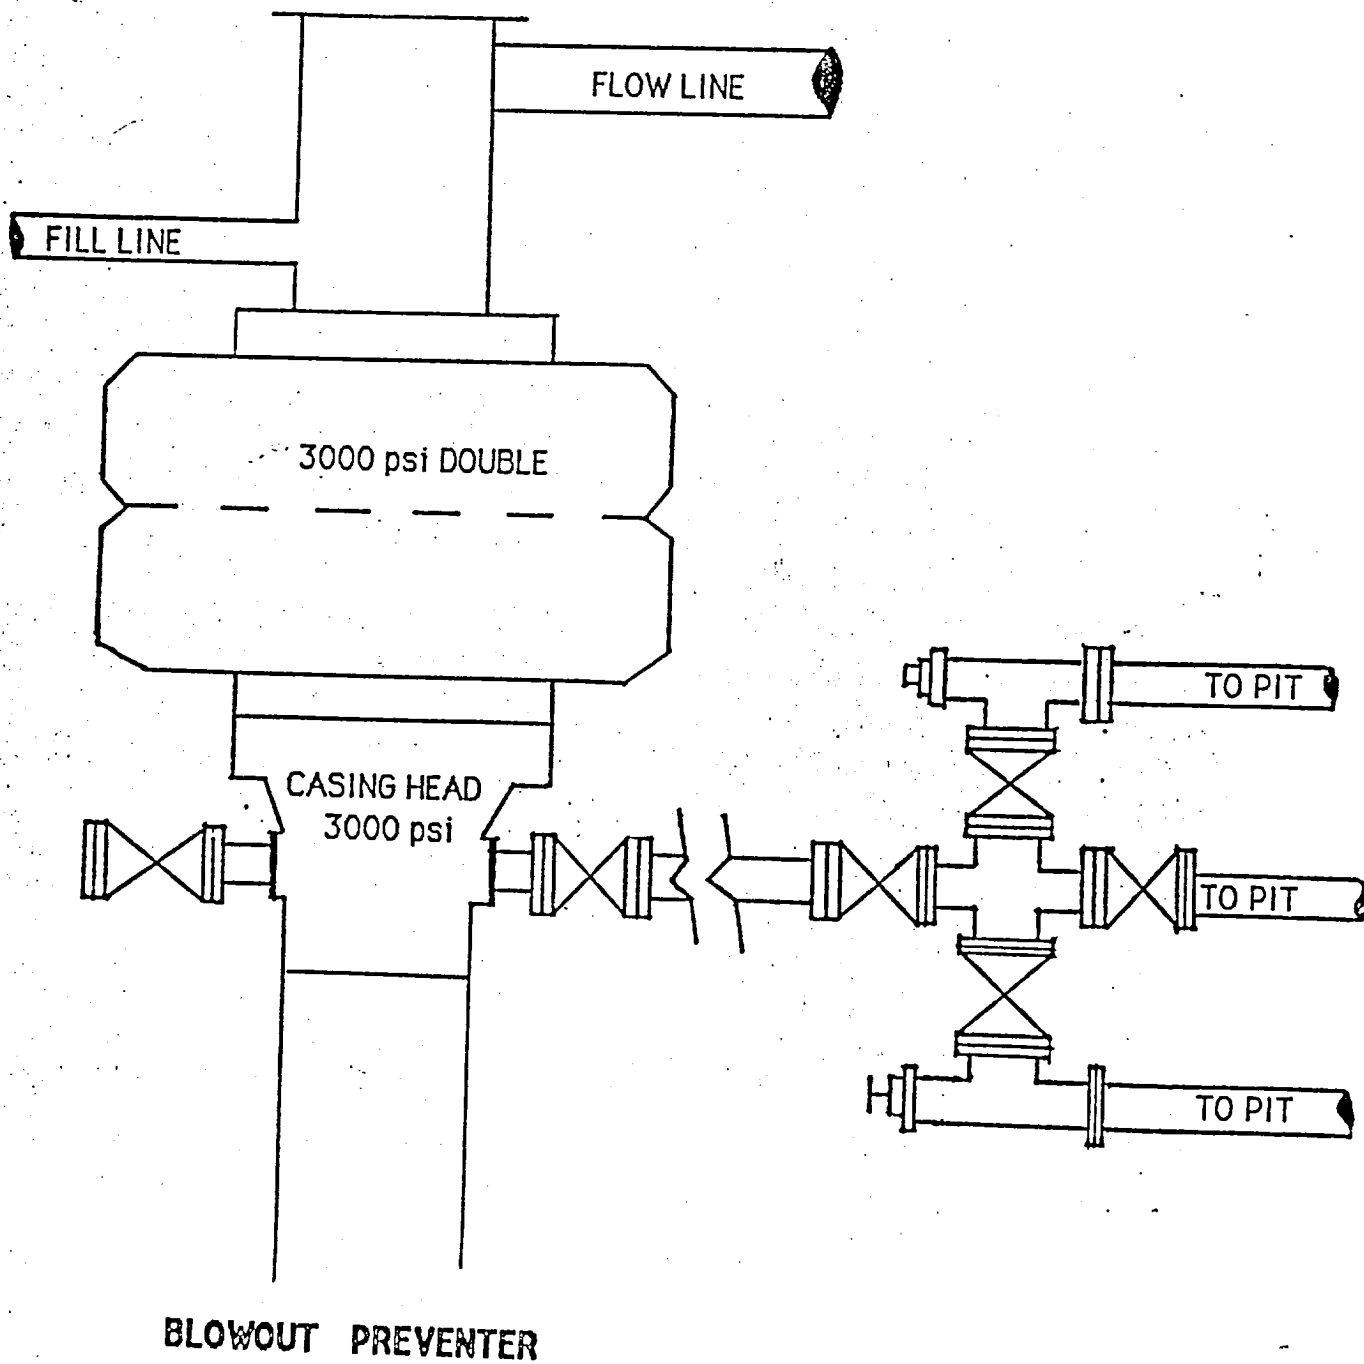 FLOW LINE
FILL LINE
3000 psi DOUBLE
TO PIT
CASING HEAD
3000 psi
TO PIT
TO PIT
BLOWOUT PREVENTER